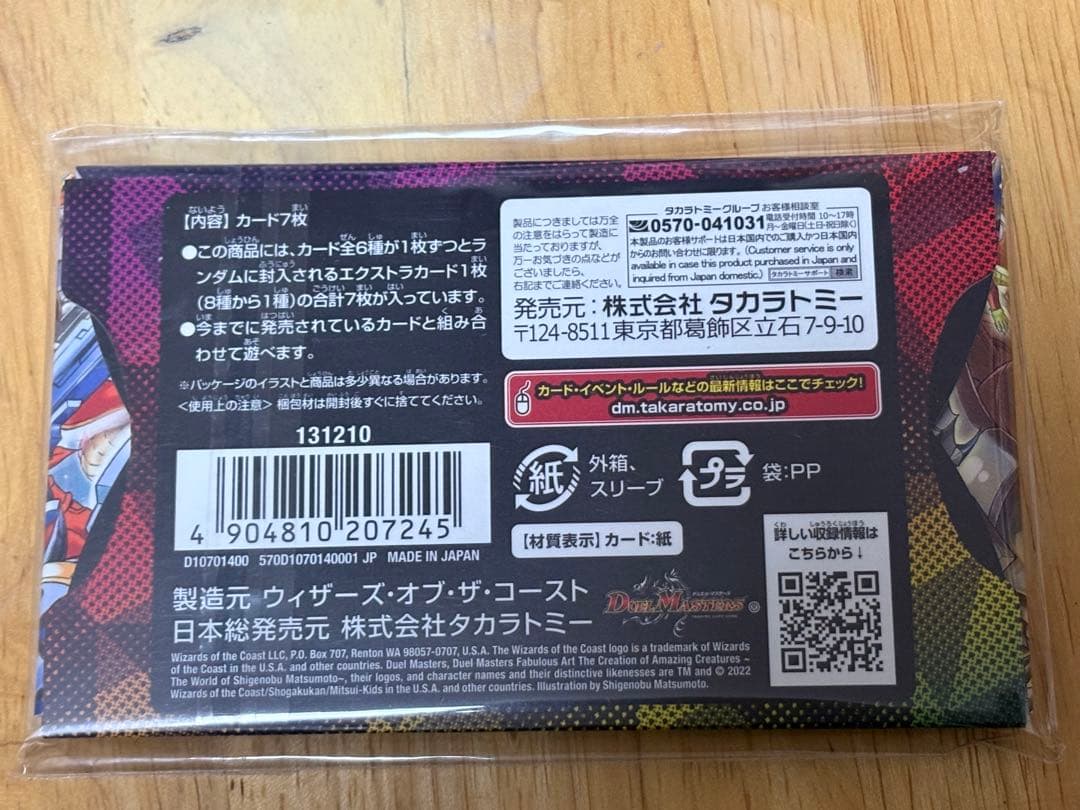 【内容】カード7枚
●この商品には、カード全6種が1枚ずつとラ
ンダムに封入されるエクストラカード1枚
(8種から1種)の合計7枚が入っています。
●今までに発売されているカードと組み合
わせて遊べます。
※パッケージのイラストと商品は多少異なる場合があります。
<使用上の注意> 梱包材は開封後すぐに捨ててください。
131210
4 904810 207245
D10701400 570D1070140001 JP MADE IN JAPAN
製造元 ウィザーズ・オブ・ザ・コースト
日本総発売元 株式会社タカラトミー
Wizards of the Coast LLC, P.O. Box 707, Renton WA 98057-0707, U.S.A. The Wizards of the Coast logo is a trademark of Wizards
of the Coast in the U.S.A. and other countries. Duel Masters, Duel Masters Fabulous Art The Creation of Amazing Creatures ~
The World of Shigenobu Matsumoto~, their logos, and character names and their distinctive likenesses are TM and © 2022
Wizards of the Coast/Shogakukan/Mitsui-Kids in the U.S.A. and other countries. Illustration by Shigenobu Matsumoto.
製品につきましては万全
の注意をはらって製造に
当たっておりますが、
万一お気づきの点などが
ございましたら、
右記までご連絡ください。
タカラトミーグループ お客様相談室
0570-041031 電話受付時間 10〜17時
月〜金曜日(土・日・祝日除く)
本製品のお客様サポートは日本国内でのご購入かつ日本国内
からのお問い合わせに限ります。(Customer service is only
available in case this product purchased in Japan and
inquired from Japan domestic.) タカラトミーサポート 検索
発売元:株式会社 タカラトミー
〒124-8511東京都葛飾区立石7-9-10
カード・イベント・ルールなどの最新情報はここでチェック!
dm.takaratomy.co.jp
紙 外箱、
スリーブ
プラ 袋:PP
【材質表示】カード:紙
DUEL MASTERS
詳しい収録情報は
こちらから↓